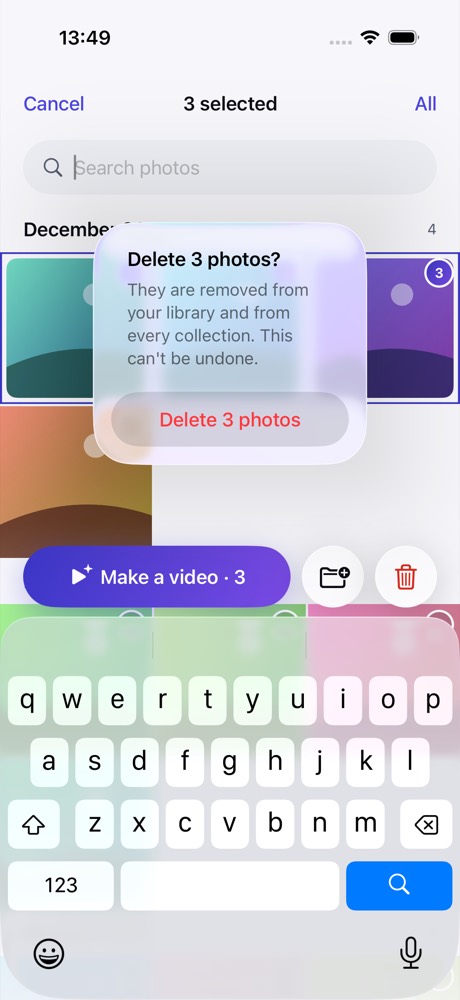 13:49
Cancel
3 selected
All
Search photos
December
4
3
Delete 3 photos?
They are removed from
your library and from
every collection. This
can't be undone.
Delete 3 photos
Make a video · 3
q w e r t y u i o p
a s d f g h j k l
z x c v b n m
123